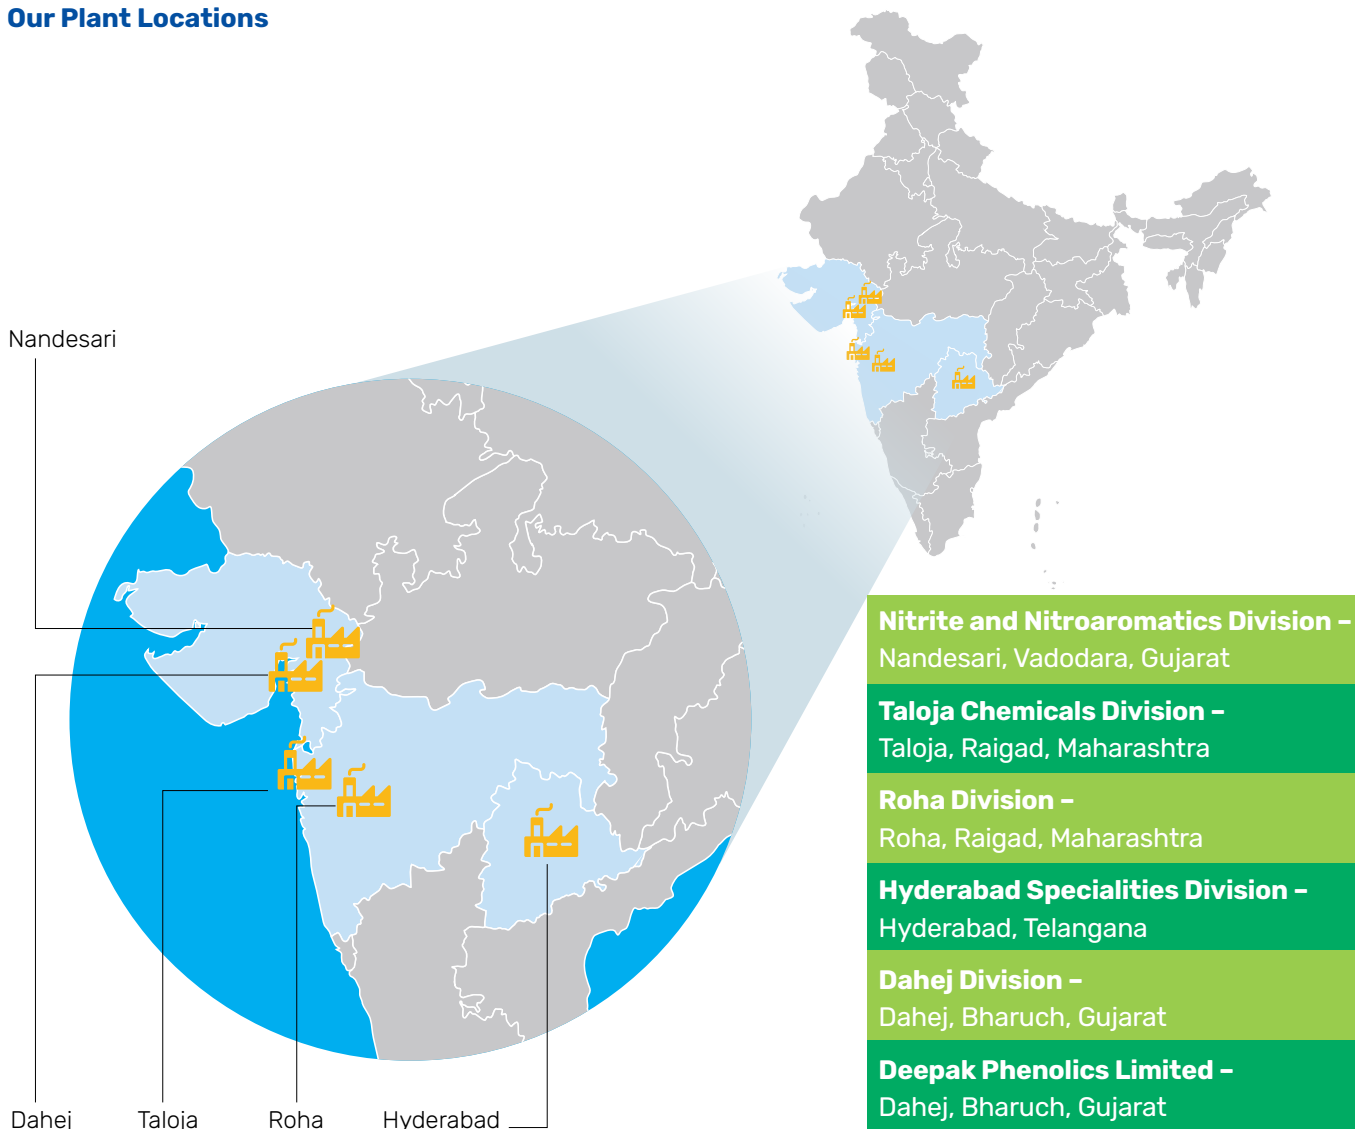 Our Plant Locations
Nandesari
Dahej
Taloja
Roha
Hyderabad
Nitrite and Nitroaromatics Division –
Nandesari, Vadodara, Gujarat
Taloja Chemicals Division –
Taloja, Raigad, Maharashtra
Roha Division –
Roha, Raigad, Maharashtra
Hyderabad Specialities Division –
Hyderabad, Telangana
Dahej Division –
Dahej, Bharuch, Gujarat
Deepak Phenolics Limited –
Dahej, Bharuch, Gujarat